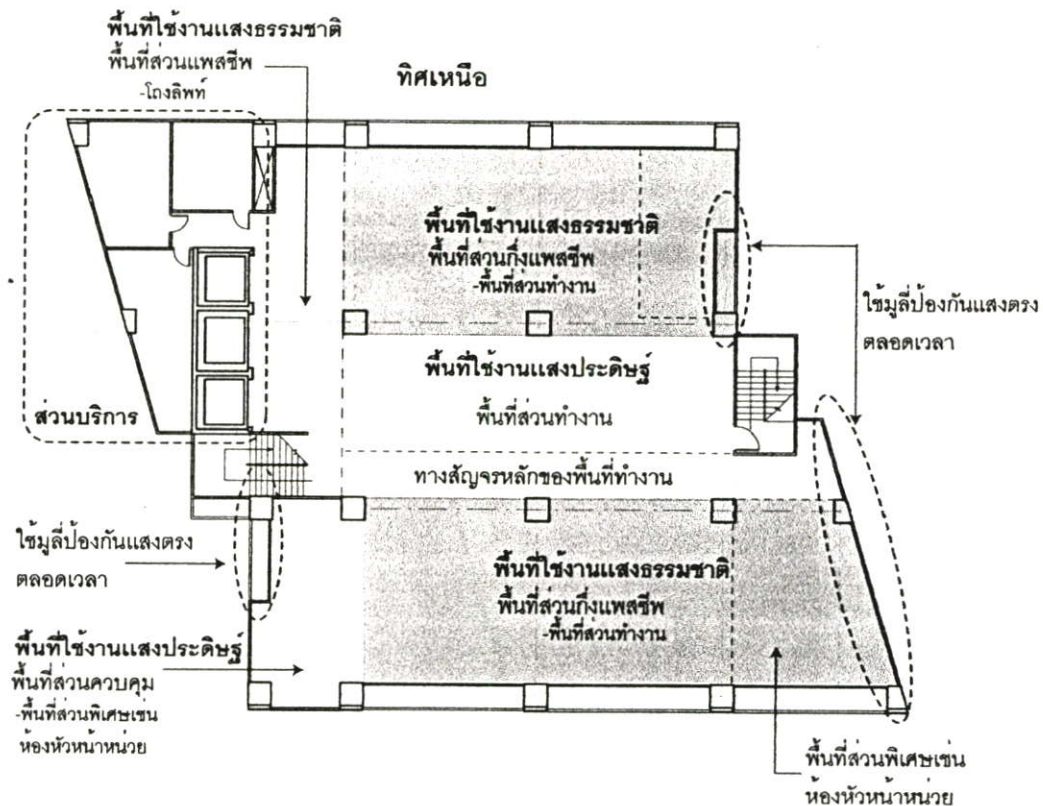 พื้นที่ใช้งานแสงธรรมชาติ
พื้นที่ส่วนแพสซีพ
-โถงลิพท์
ทิศเหนือ
พื้นที่ใช้งานแสงธรรมชาติ
พื้นที่ส่วนกึ่งแพสซีพ
-พื้นที่ส่วนทำงาน
ใช้มูลี่ป้องกันแสงตรง
ตลอดเวลา
พื้นที่ใช้งานแสงประดิษฐ์
พื้นที่ส่วนทำงาน
ส่วนบริการ
ทางสัญจรหลักของพื้นที่ทำงาน
ใช้มูลี่ป้องกันแสงตรง
ตลอดเวลา
พื้นที่ใช้งานแสงธรรมชาติ
พื้นที่ส่วนกึ่งแพสซีพ
-พื้นที่ส่วนทำงาน
พื้นที่ใช้งานแสงประดิษฐ์
พื้นที่ส่วนควบคุม
-พื้นที่ส่วนพิเศษเช่น
ห้องหัวหน้าหน่วย
พื้นที่ส่วนพิเศษเช่น
ห้องหัวหน้าหน่วย